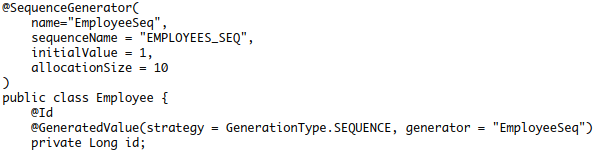 @SequenceGenerator(
    name="EmployeeSeq",
    sequenceName = "EMPLOYEES_SEQ",
    initialValue = 1,
    allocationSize = 10
)
public class Employee {
    @Id
    @GeneratedValue(strategy = GenerationType.SEQUENCE, generator = "EmployeeSeq")
    private Long id;